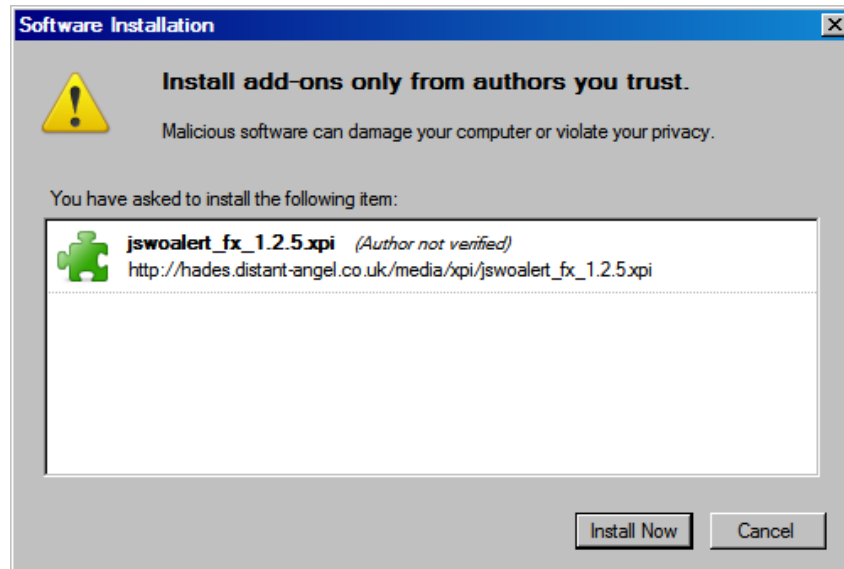 Software Installation
Install add-ons only from authors you trust.
Malicious software can damage your computer or violate your privacy.
You have asked to install the following item:
jswoalert_fx_1.2.5.xpi (Author not verified)
http://hades.distant-angel.co.uk/media/xpi/jswoalert_fx_1.2.5.xpi
Install Now Cancel